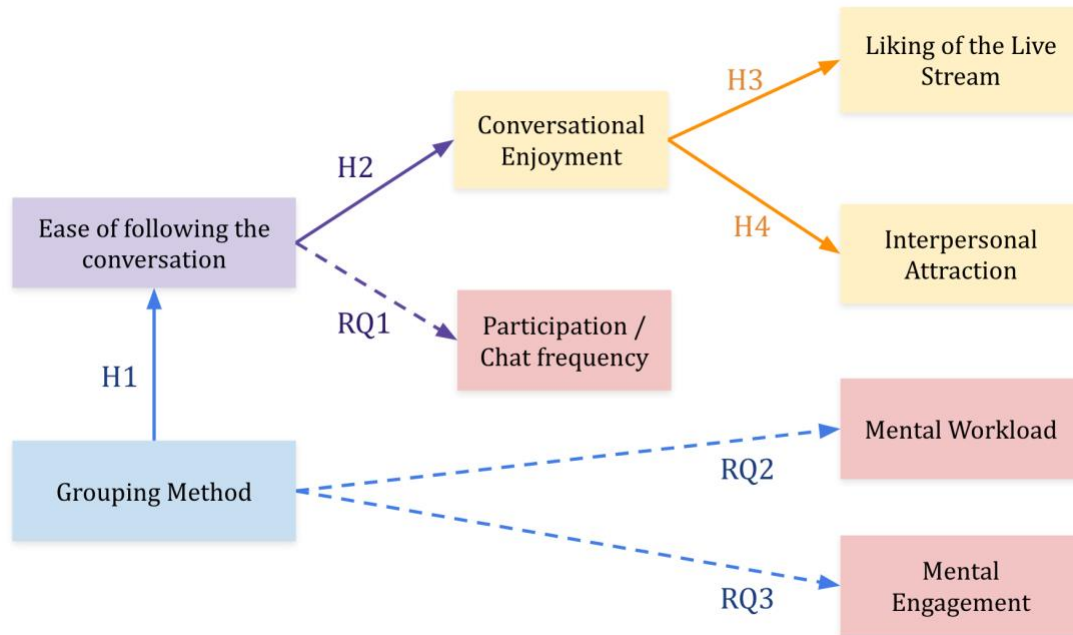 Liking of the Live
Stream
H3
Conversational
Enjoyment
H2
H4
Ease of following the
conversation
Interpersonal
Attraction
RQ1
Participation /
Chat frequency
H1
Mental Workload
RQ2
Grouping Method
RQ3
Mental
Engagement